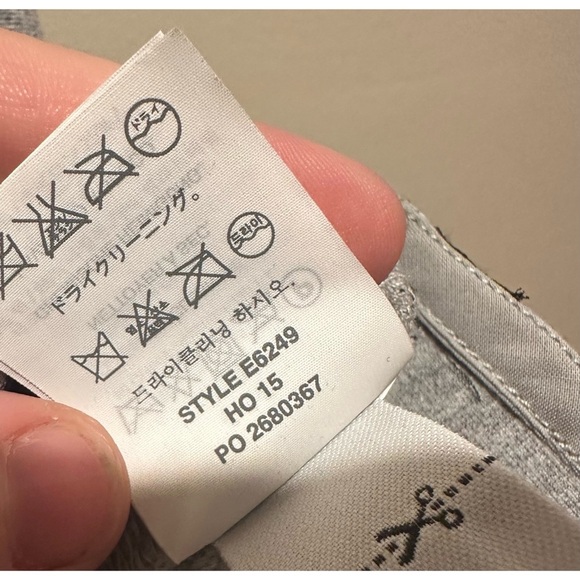 ドライ
ドライクリーニング。
드라이
드라이클리닝 하시오.
STYLE E6249
HO 15
PO 2680367